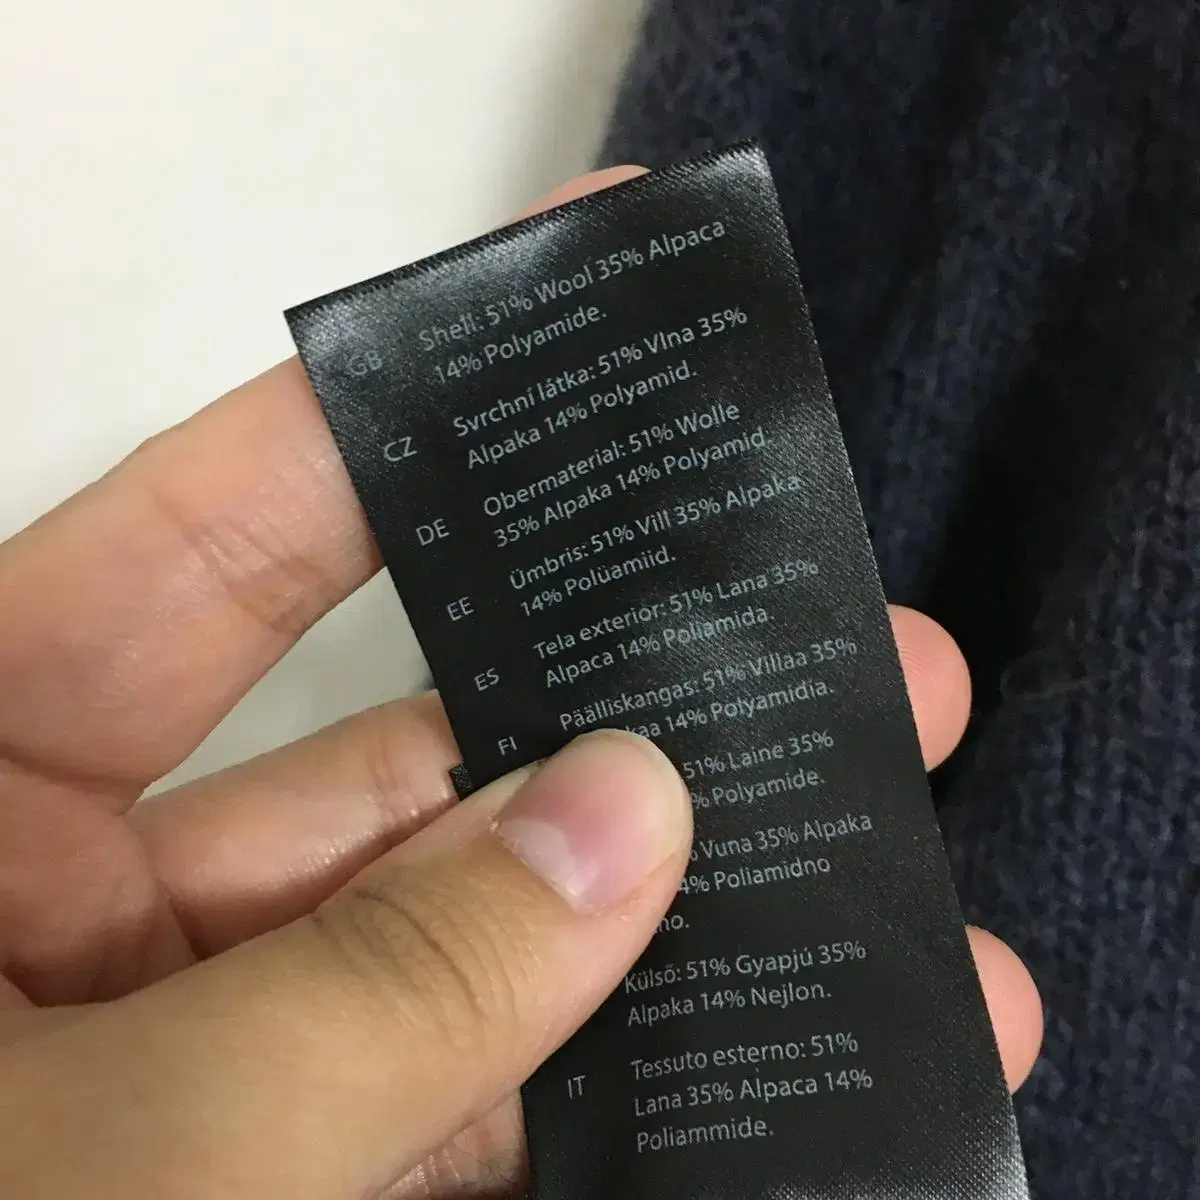 GB Shell: 51% Wool 35% Alpaca
14% Polyamide.
CZ Svrchní látka: 51% Vlna 35%
Alpaka 14% Polyamid.
DE Obermaterial: 51% Wolle
35% Alpaka 14% Polyamid.
EE Ümbris: 51% Vill 35% Alpaka
14% Polüamiid.
ES Tela exterior: 51% Lana 35%
Alpaca 14% Poliamida.
FI Päälliskangas: 51% Villaa 35%
14% Polyamidia.
51% Laine 35%
% Polyamide.
Vuna 35% Alpaka
4% Poliamidno
Külső: 51% Gyapjú 35%
Alpaka 14% Nejlon.
IT Tessuto esterno: 51%
Lana 35% Alpaca 14%
Poliammide.